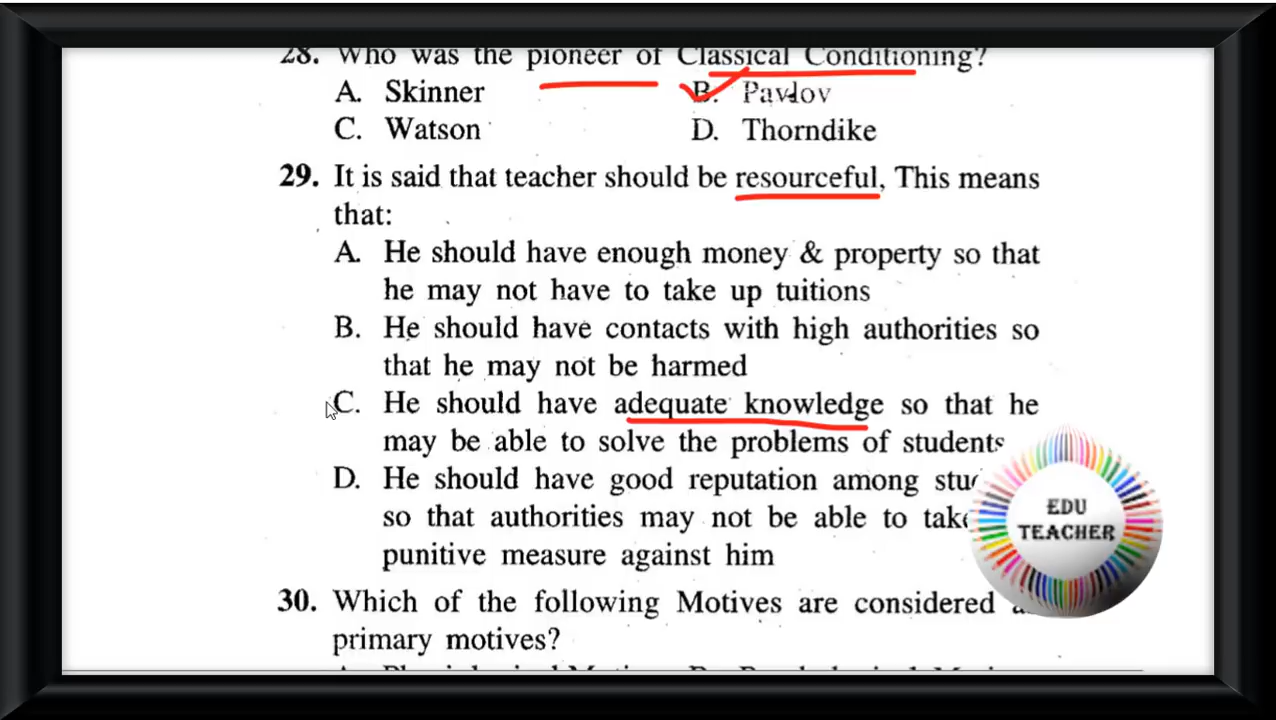 28. Who was the pioneer of Classical Conditioning?
A. Skinner B. Pavlov
C. Watson D. Thorndike
29. It is said that teacher should be resourceful, This means
that:
A. He should have enough money & property so that
he may not have to take up tuitions
B. He should have contacts with high authorities so
that he may not be harmed
C. He should have adequate knowledge so that he
may be able to solve the problems of students
D. He should have good reputation among
so that authorities may not be able to take
punitive measure against him
EDU
TEACHER
30. Which of the following Motives are considered
primary motives?